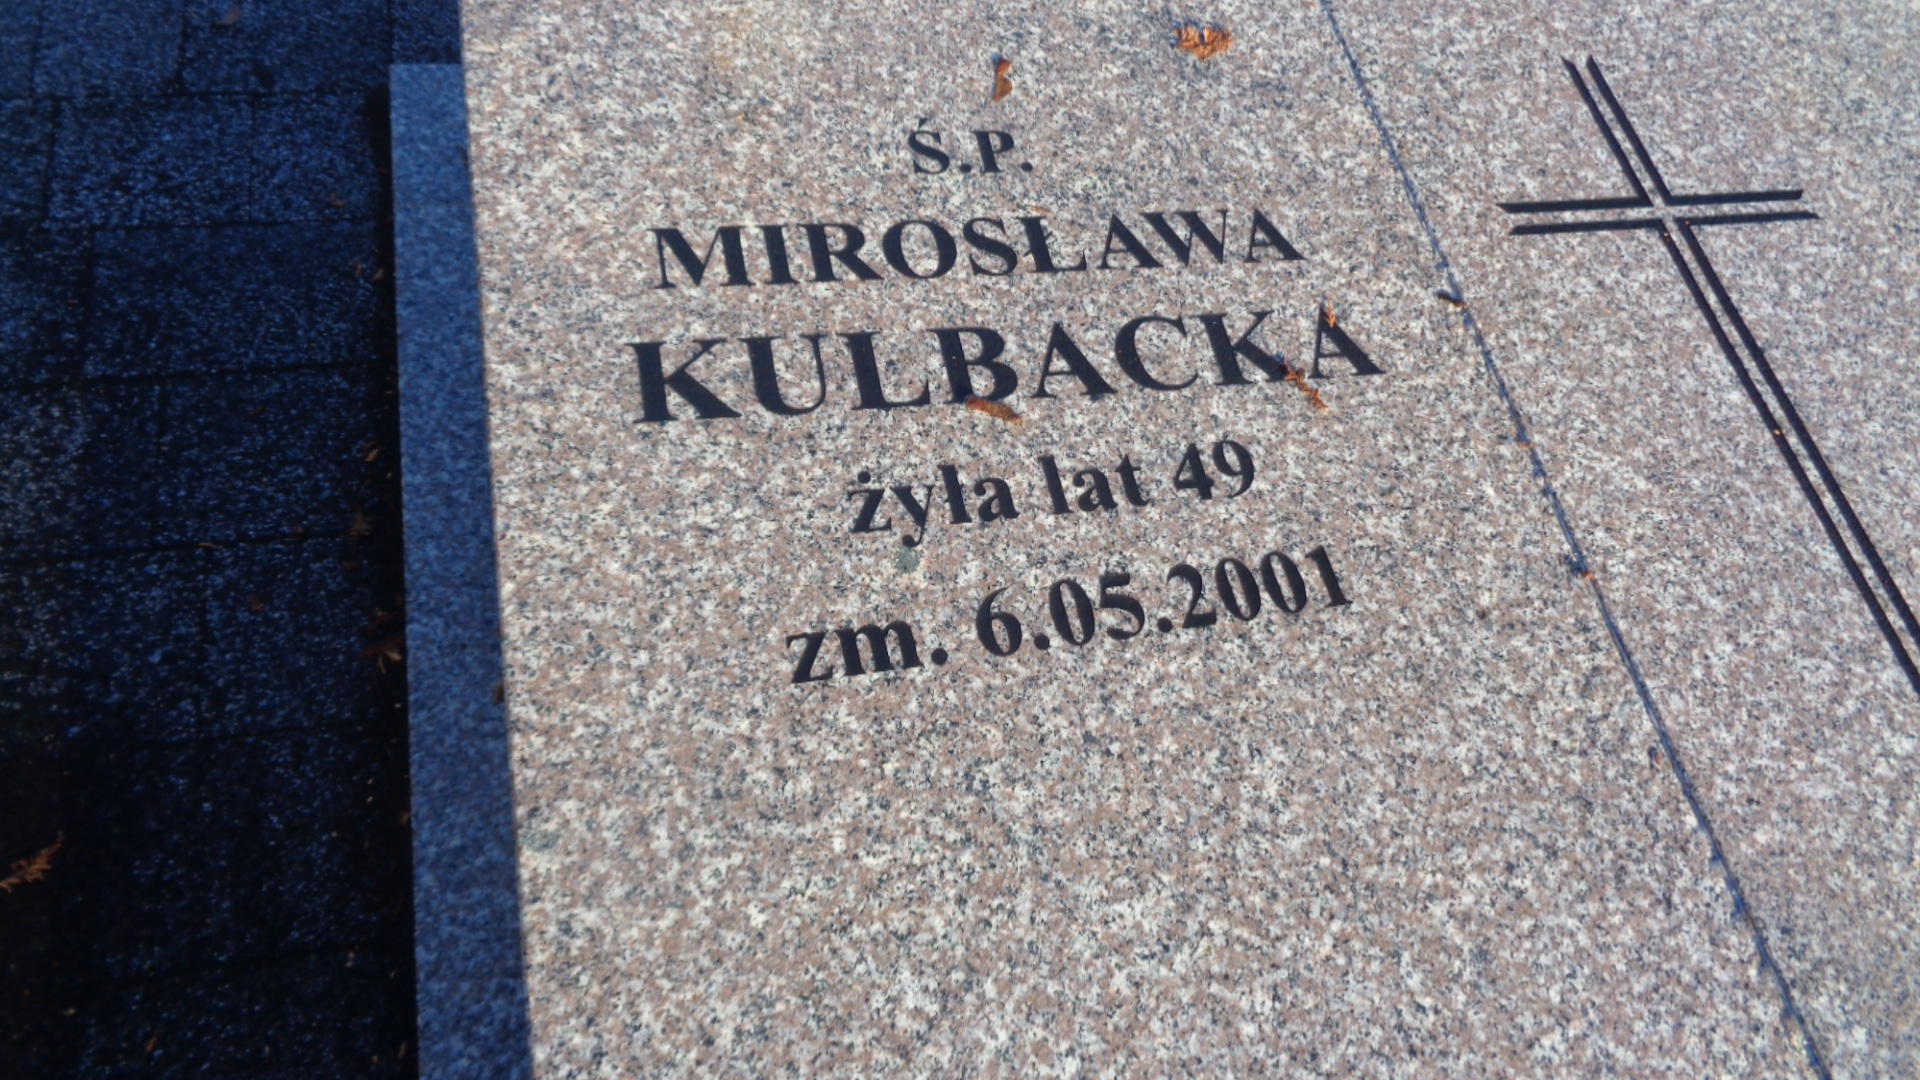 Ś.P.
MIROSŁAWA
KULBACKA
żyła lat 49
zm. 6.05.2001